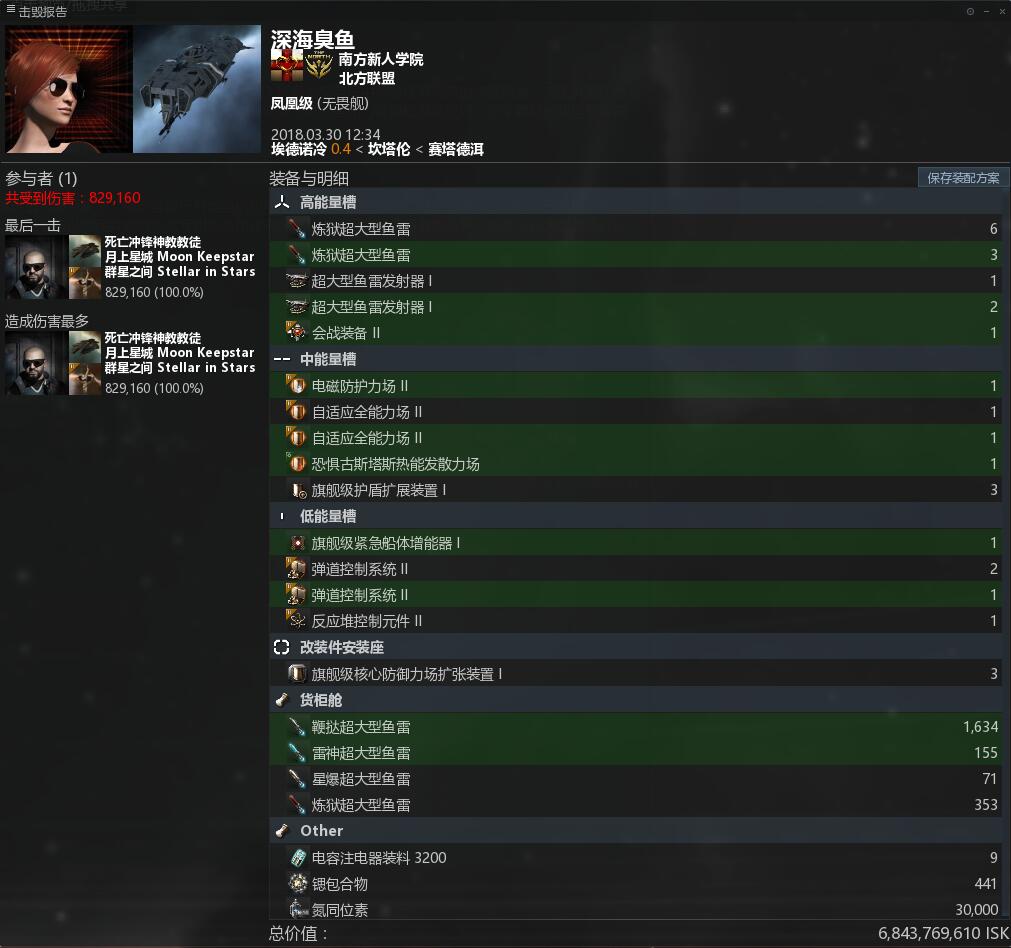 击毁报告
深海臭鱼
南方新人学院
北方联盟
凤凰级 (无畏舰)
2018.03.30 12:34
埃德诺冷 0.4 < 坎塔伦 < 赛塔德洱
参与者 (1)
共受到伤害：829,160
最后一击
死亡冲锋神教教徒
月上星城 Moon Keepstar
群星之间 Stellar in Stars
829,160 (100.0%)
造成伤害最多
死亡冲锋神教教徒
月上星城 Moon Keepstar
群星之间 Stellar in Stars
829,160 (100.0%)
装备与明细
保存装配方案
高能量槽
炼狱超大型鱼雷 6
炼狱超大型鱼雷 3
超大型鱼雷发射器 I 1
超大型鱼雷发射器 I 2
会战装备 II 1
中能量槽
电磁防护力场 II 1
自适应全能力场 II 1
自适应全能力场 II 1
恐惧古斯塔斯热能发散力场 1
旗舰级护盾扩展装置 I 3
低能量槽
旗舰级紧急船体增能器 I 1
弹道控制系统 II 2
弹道控制系统 II 1
反应堆控制元件 II 1
改装件安装座
旗舰级核心防御力场扩张装置 I 3
货柜舱
鞭挞超大型鱼雷 1,634
雷神超大型鱼雷 155
星爆超大型鱼雷 71
炼狱超大型鱼雷 353
Other
电容注电器装料 3200 9
锶包合物 441
氮同位素 30,000
总价值： 6,843,769,610 ISK